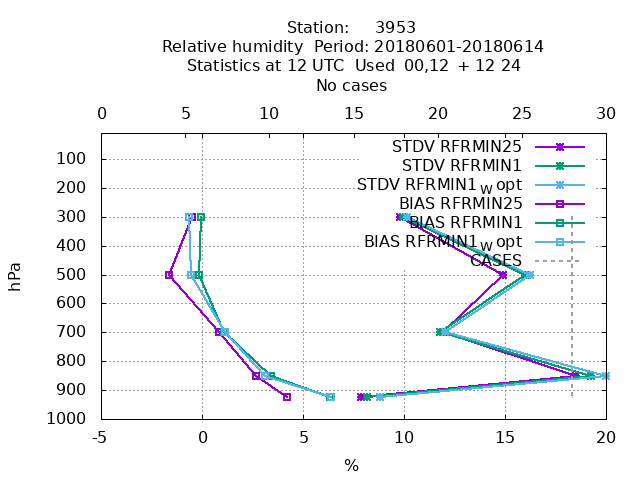 Station: 3953
Relative humidity Period: 20180601-20180614
Statistics at 12 UTC Used 00,12 + 12 24
No cases
0 5 10 15 20 25 30
STDV RFRMIN25
STDV RFRMIN1
STDV RFRMIN1w opt
BIAS RFRMIN25
BIAS RFRMIN1
BIAS RFRMIN1w opt
CASES
100
200
300
400
500
600
700
800
900
1000
hPa
-5 0 5 10 15 20
%